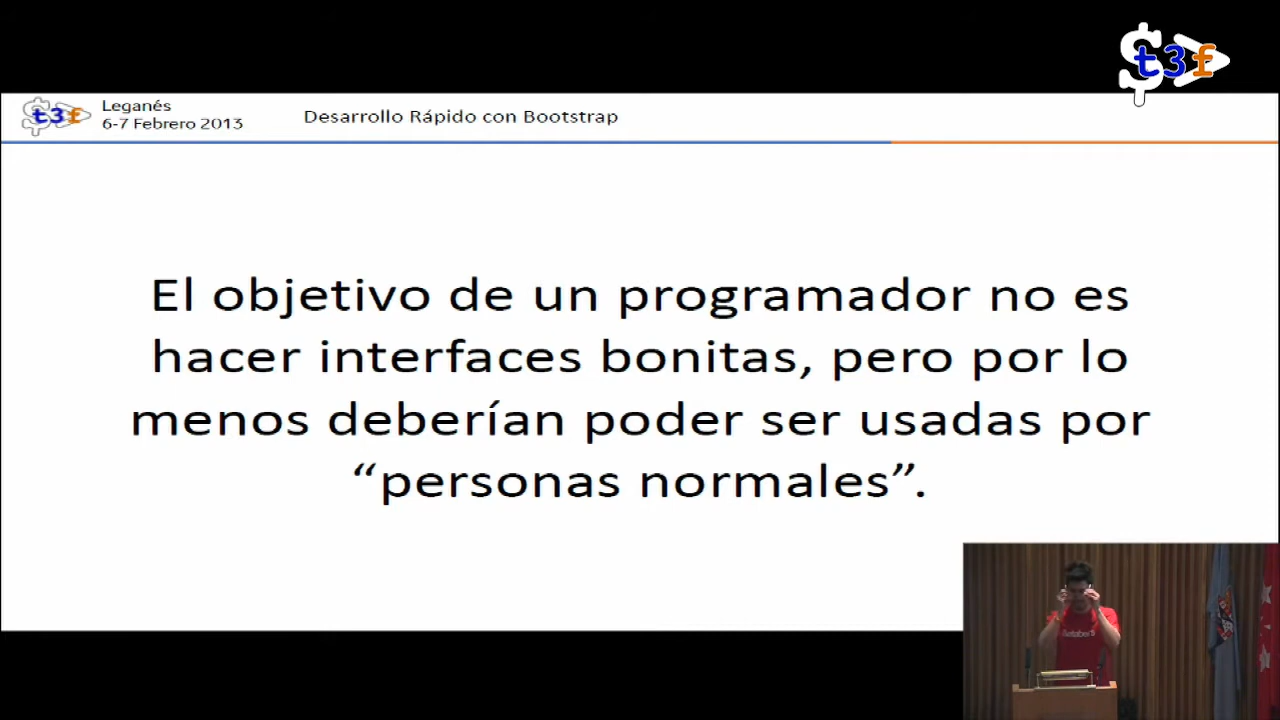 $t3f
Leganés
6-7 Febrero 2013
Desarrollo Rápido con Bootstrap
t3f
El objetivo de un programador no es
hacer interfaces bonitas, pero por lo
menos deberían poder ser usadas por
“personas normales”.